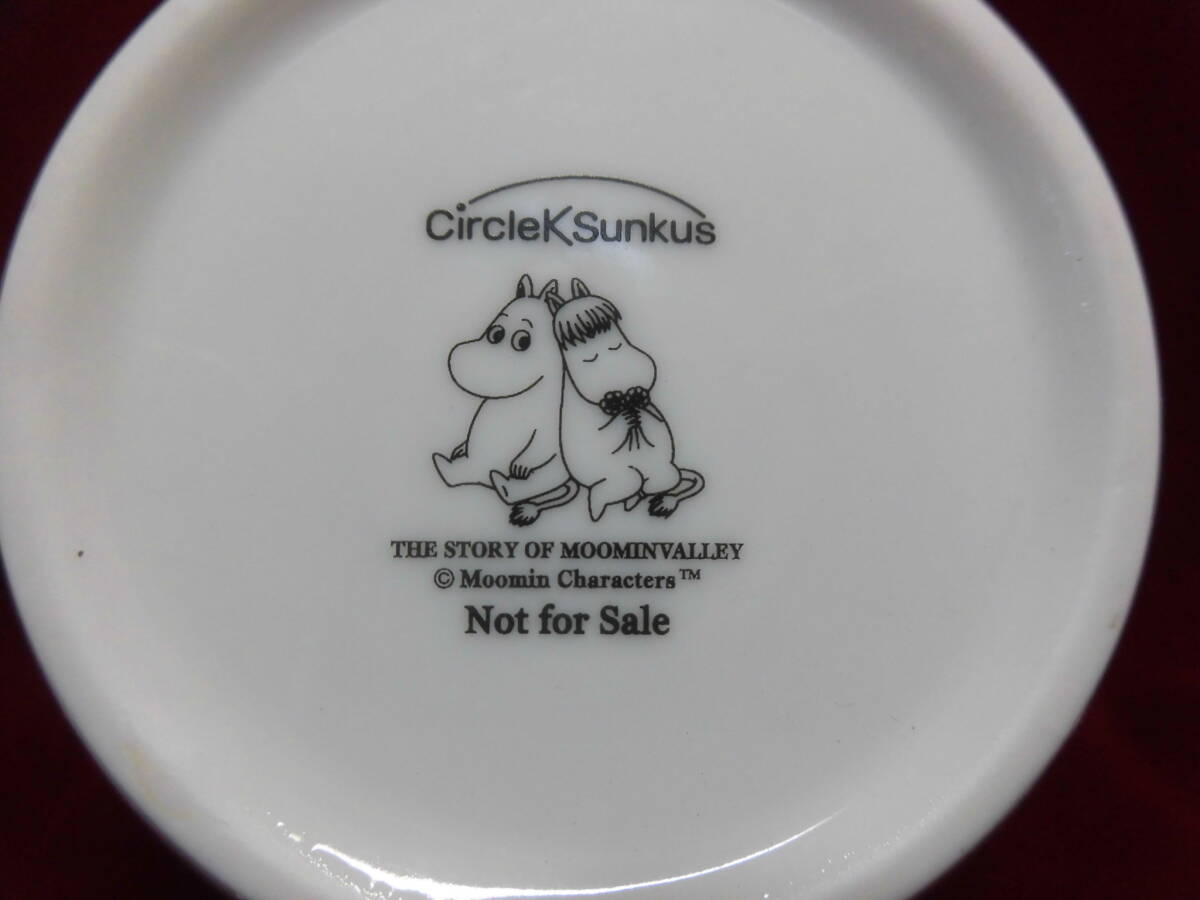 CircleKSunkus
THE STORY OF MOOMINVALLEY
© Moomin Characters™
Not for Sale